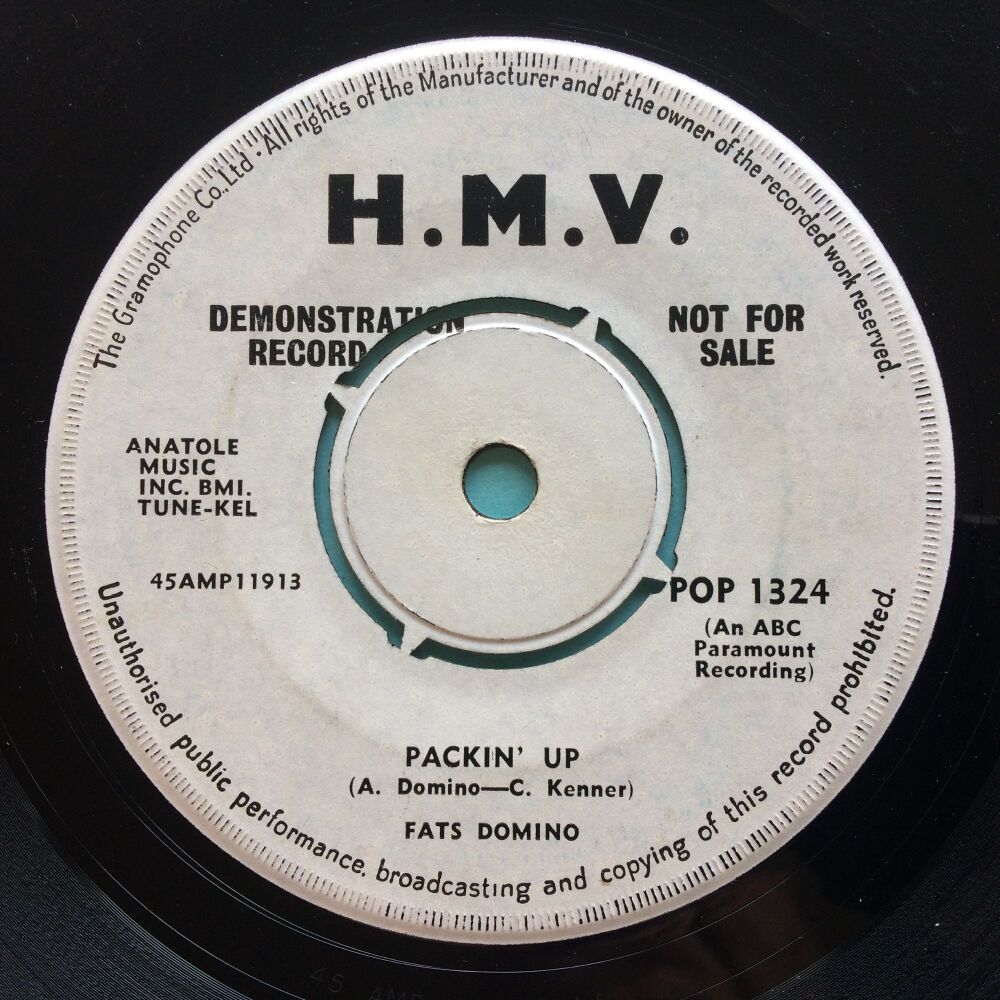 The Gramophone Co., Ltd · All rights of the Manufacturer and of the owner of the recorded work reserved.
H.M.V.
DEMONSTRATION
RECORD
NOT FOR
SALE
ANATOLE
MUSIC
INC. BMI.
TUNE-KEL
45AMP11913
POP 1324
(An ABC
Paramount
Recording)
PACKIN' UP
(A. Domino—C. Kenner)
FATS DOMINO
Unauthorised public performance. broadcasting and copying of this record prohibited.